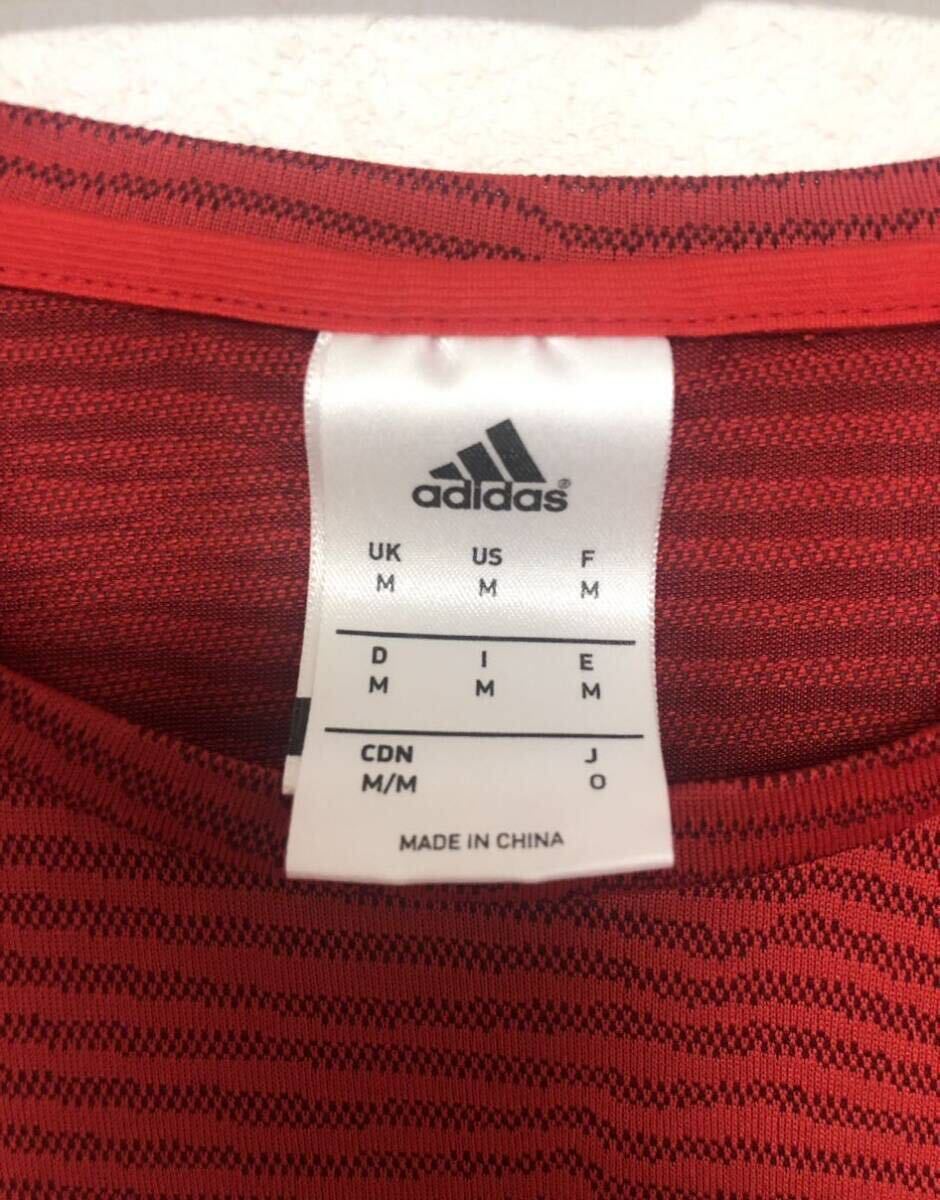 adidas®
UK US F
M M M
D I E
M M M
CDN J
M/M O
MADE IN CHINA